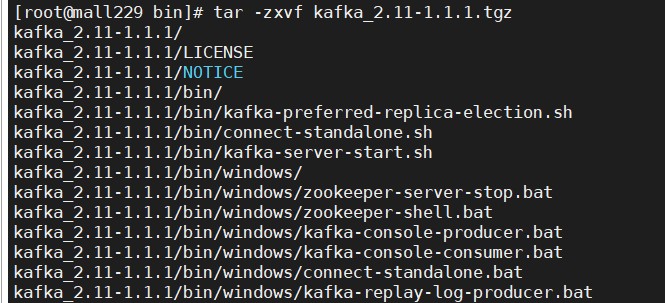 [root@mall229 bin]# tar -zxvf kafka_2.11-1.1.1.tgz
kafka_2.11-1.1.1/
kafka_2.11-1.1.1/LICENSE
kafka_2.11-1.1.1/NOTICE
kafka_2.11-1.1.1/bin/
kafka_2.11-1.1.1/bin/kafka-preferred-replica-election.sh
kafka_2.11-1.1.1/bin/connect-standalone.sh
kafka_2.11-1.1.1/bin/kafka-server-start.sh
kafka_2.11-1.1.1/bin/windows/
kafka_2.11-1.1.1/bin/windows/zookeeper-server-stop.bat
kafka_2.11-1.1.1/bin/windows/zookeeper-shell.bat
kafka_2.11-1.1.1/bin/windows/kafka-console-producer.bat
kafka_2.11-1.1.1/bin/windows/kafka-console-consumer.bat
kafka_2.11-1.1.1/bin/windows/connect-standalone.bat
kafka_2.11-1.1.1/bin/windows/kafka-replay-log-producer.bat